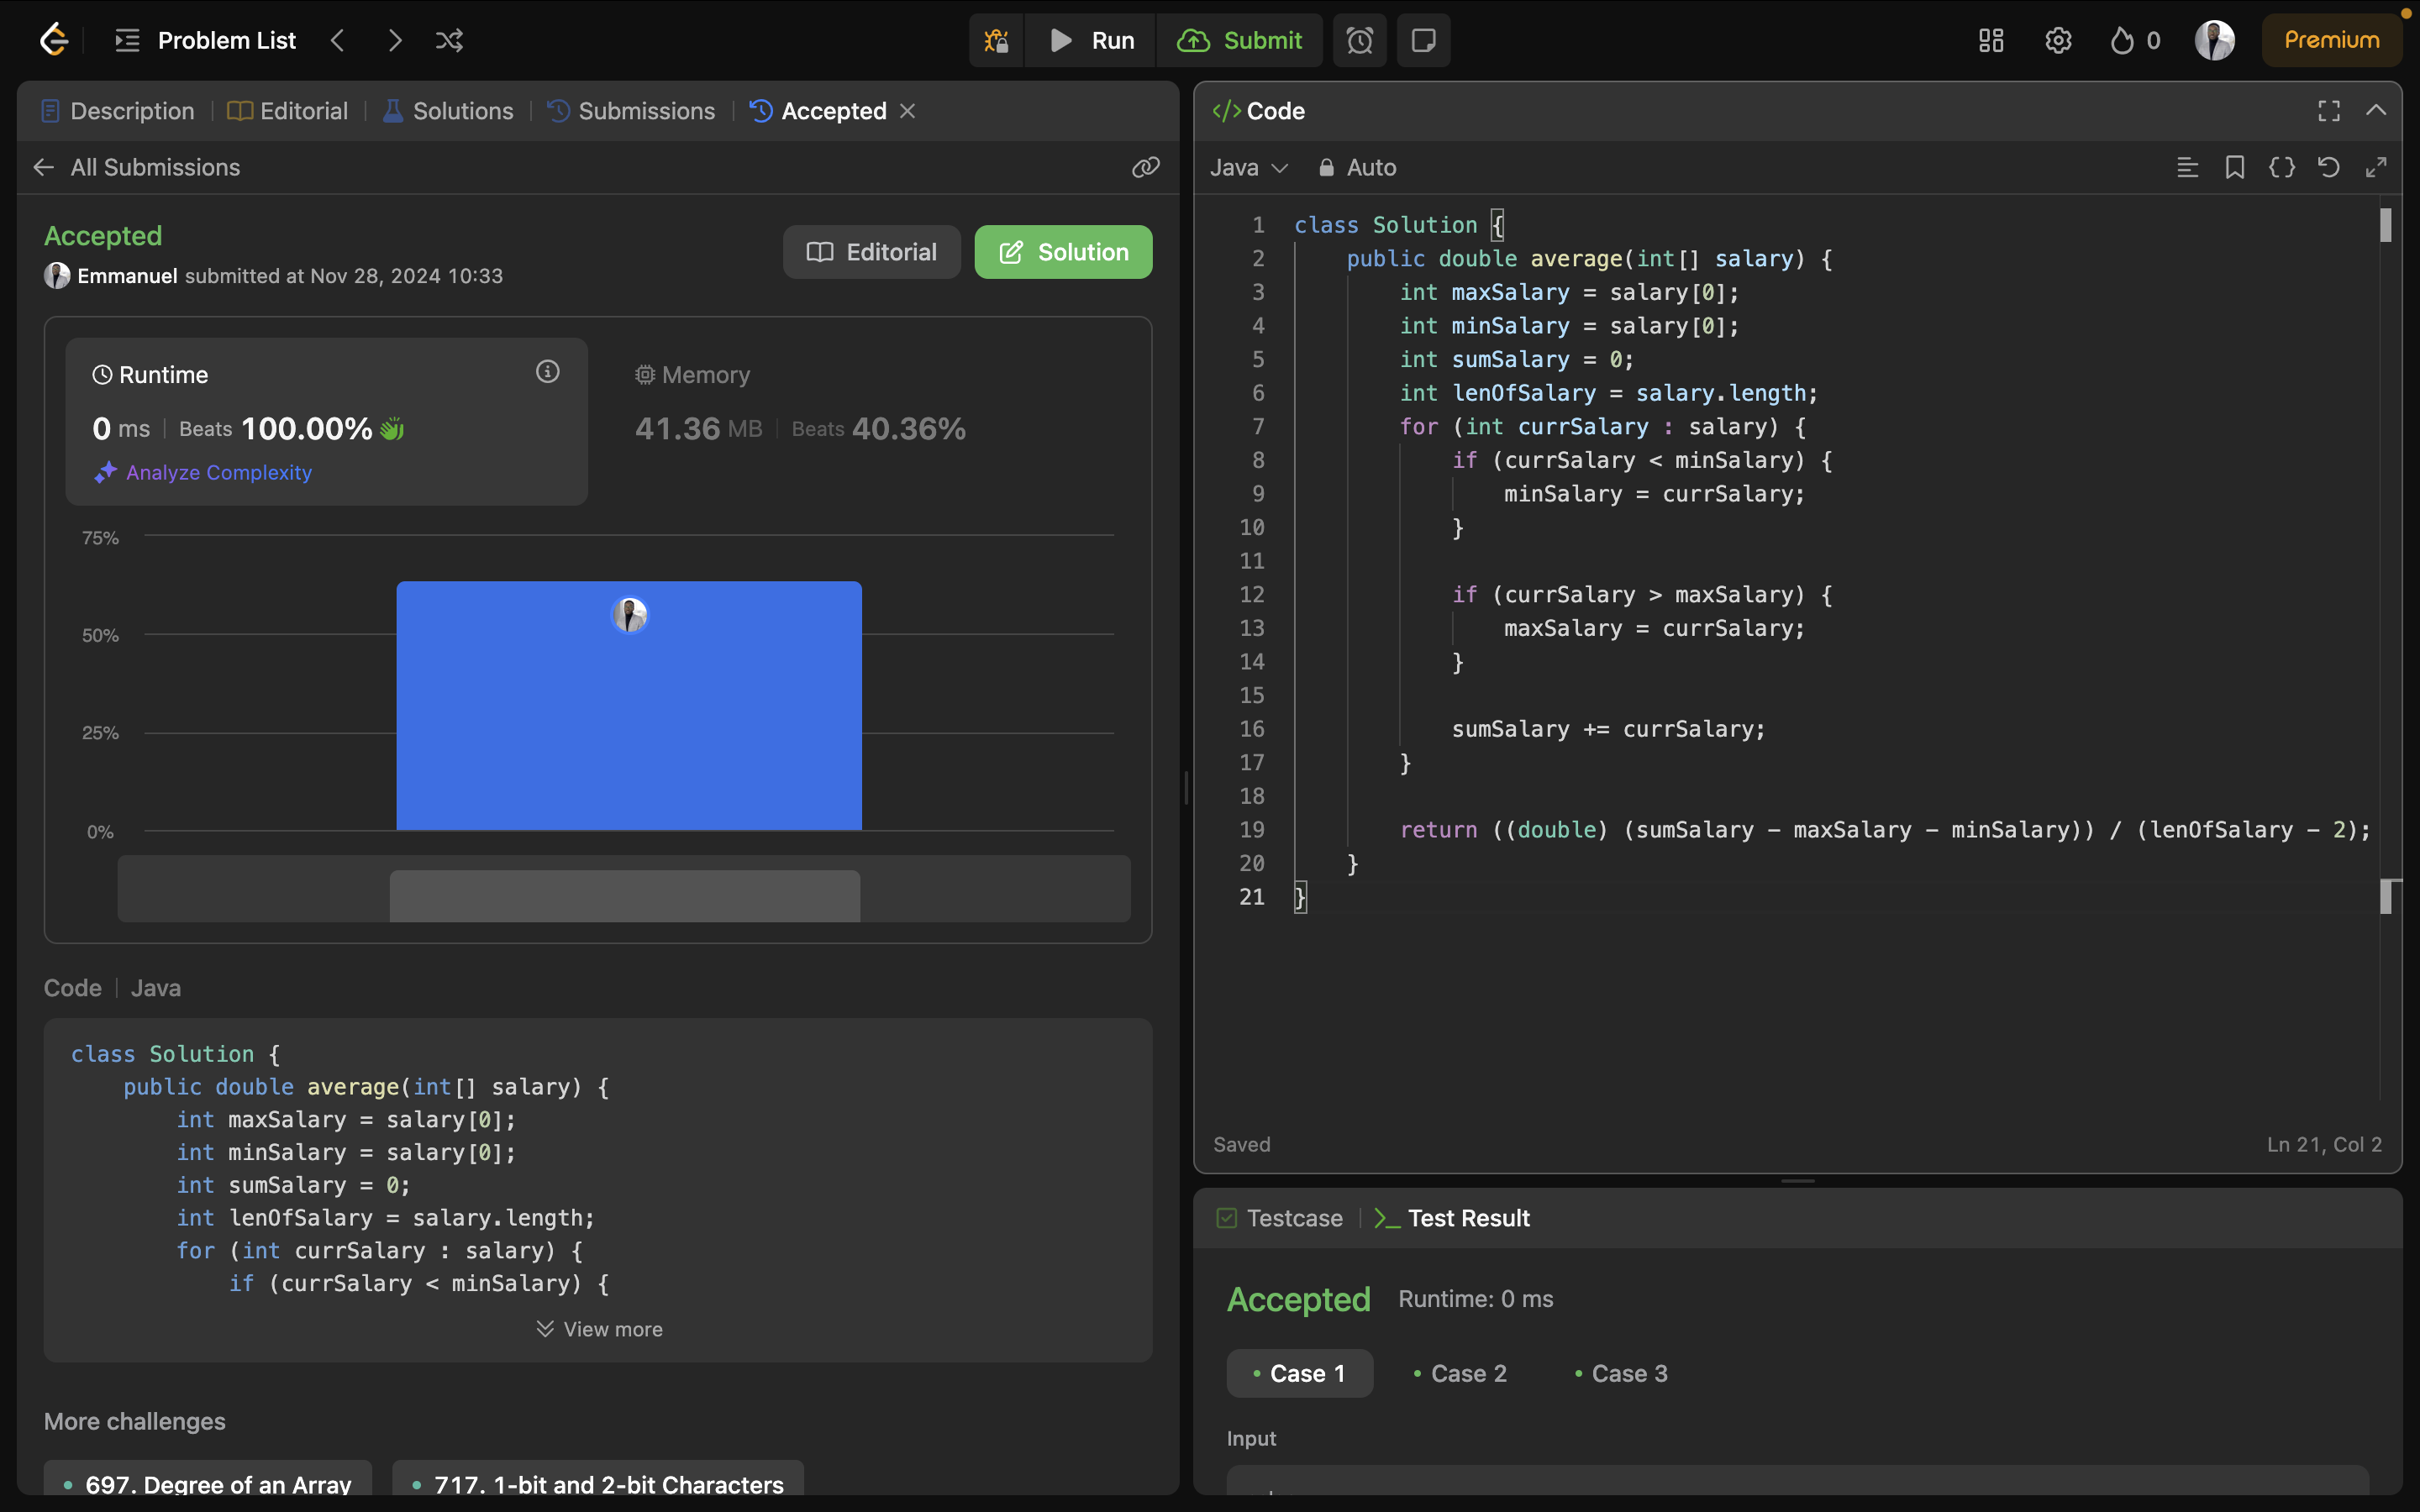 Problem List
Run
Submit
0
Premium
Description
Editorial
Solutions
Submissions
Accepted
All Submissions
Accepted
Emmanuel submitted at Nov 28, 2024 10:33
Editorial
Solution
Runtime
0 ms Beats 100.00%
Analyze Complexity
Memory
41.36 MB Beats 40.36%
75%
50%
25%
0%
Code Java
class Solution {
    public double average(int[] salary) {
        int maxSalary = salary[0];
        int minSalary = salary[0];
        int sumSalary = 0;
        int lenOfSalary = salary.length;
        for (int currSalary : salary) {
            if (currSalary < minSalary) {
View more
More challenges
697. Degree of an Array
717. 1-bit and 2-bit Characters
</> Code
Java
Auto
1 class Solution {
2     public double average(int[] salary) {
3         int maxSalary = salary[0];
4         int minSalary = salary[0];
5         int sumSalary = 0;
6         int lenOfSalary = salary.length;
7         for (int currSalary : salary) {
8             if (currSalary < minSalary) {
9                 minSalary = currSalary;
10             }
11
12             if (currSalary > maxSalary) {
13                 maxSalary = currSalary;
14             }
15
16             sumSalary += currSalary;
17         }
18
19         return ((double) (sumSalary - maxSalary - minSalary)) / (lenOfSalary - 2);
20     }
21 }
Saved
Ln 21, Col 2
Testcase
Test Result
Accepted Runtime: 0 ms
Case 1
Case 2
Case 3
Input